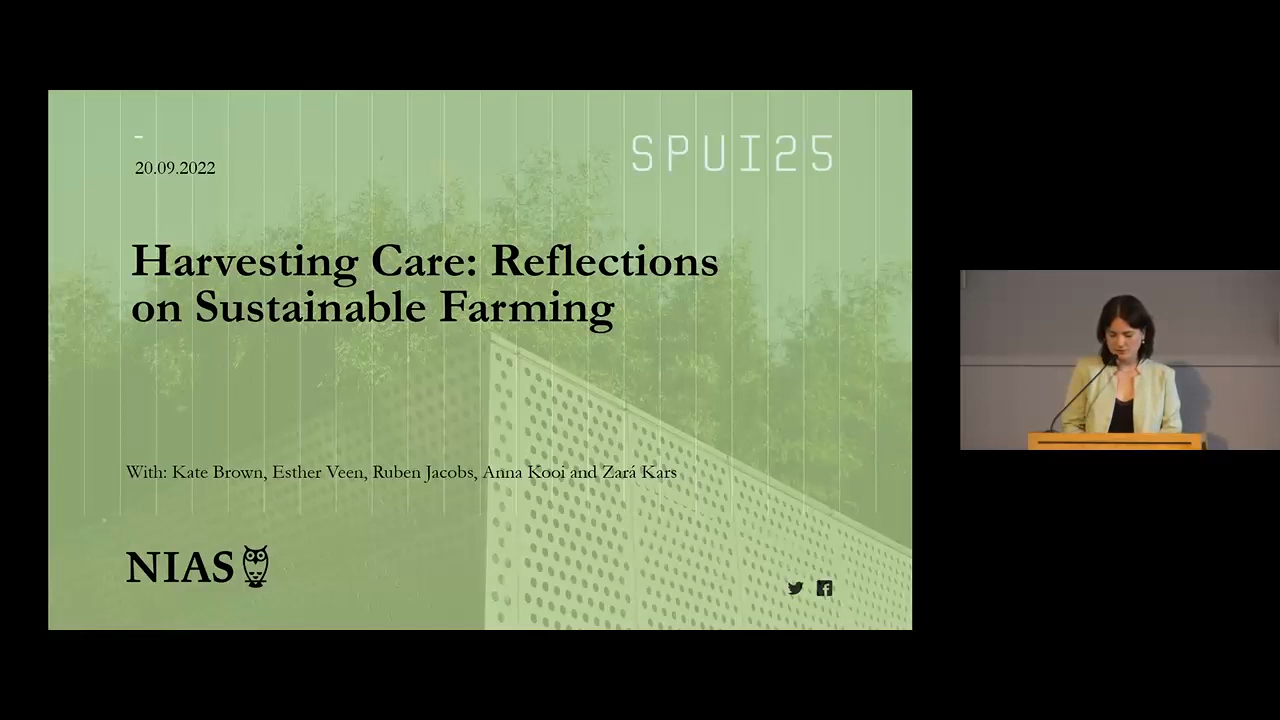 20.09.2022
SPUI25
Harvesting Care: Reflections
on Sustainable Farming
With: Kate Brown, Esther Veen, Ruben Jacobs, Anna Kooi and Zará Kars
NIAS